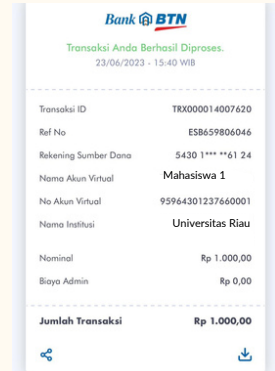 Bank BTN
Transaksi Anda Berhasil Diproses.
23/06/2023 - 15:40 WIB
Transaksi ID TRX000014007620
Ref No ESB659806046
Rekening Sumber Dana 5430 1*** **61 24
Nama Akun Virtual Mahasiswa 1
No Akun Virtual 95964301237660001
Nama Institusi Universitas Riau
Nominal Rp 1.000,00
Biaya Admin Rp 0,00
Jumlah Transaksi Rp 1.000,00